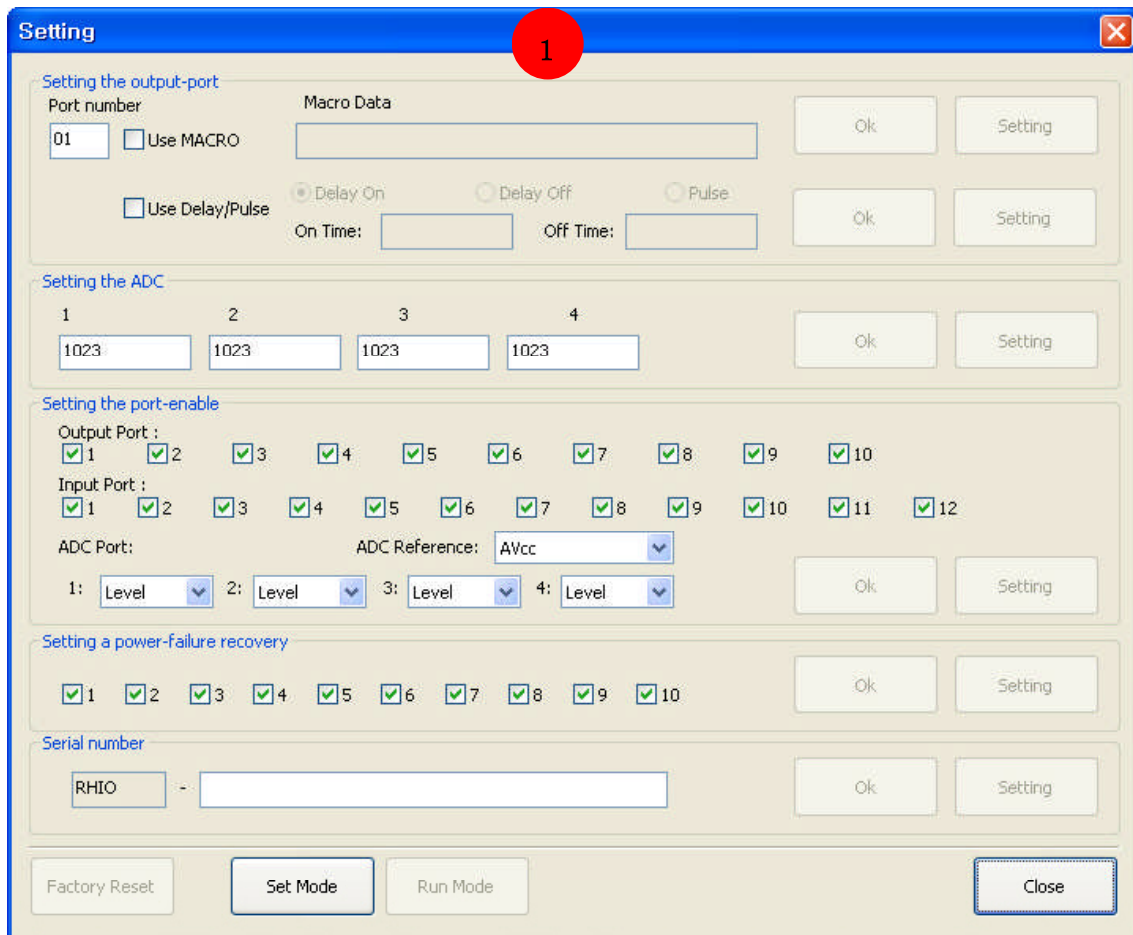 Setting
1
Setting the output-port
Port number Macro Data
01 Use MACRO Ok Setting
Delay On Delay Off Pulse
Use Delay/Pulse Ok Setting
On Time: Off Time:
Setting the ADC
1 2 3 4
1023 1023 1023 1023 Ok Setting
Setting the port-enable
Output Port :
1 2 3 4 5 6 7 8 9 10
Input Port :
1 2 3 4 5 6 7 8 9 10 11 12
ADC Port: ADC Reference: AVcc
1: Level 2: Level 3: Level 4: Level Ok Setting
Setting a power-failure recovery
1 2 3 4 5 6 7 8 9 10 Ok Setting
Serial number
RHIO - Ok Setting
Factory Reset Set Mode Run Mode Close